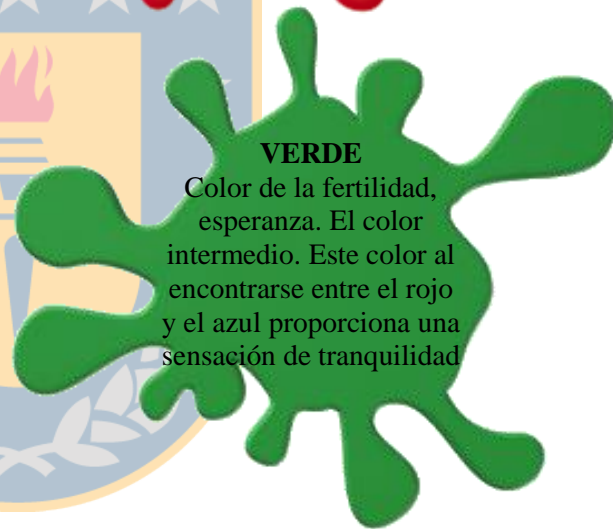 VERDE
Color de la fertilidad,
esperanza. El color
intermedio. Este color al
encontrarse entre el rojo
y el azul proporciona una
sensación de tranquilidad